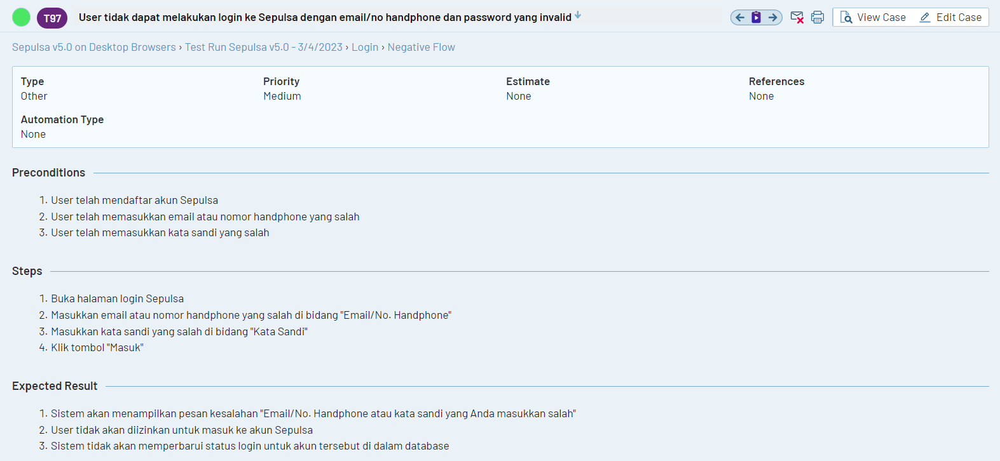 T97 User tidak dapat melakukan login ke Sepulsa dengan email/no handphone dan password yang invalid View Case Edit Case
Sepulsa v5.0 on Desktop Browsers › Test Run Sepulsa v5.0 - 3/4/2023 › Login › Negative Flow
Type Priority Estimate References
Other Medium None None
Automation Type
None
Preconditions
1. User telah mendaftar akun Sepulsa
2. User telah memasukkan email atau nomor handphone yang salah
3. User telah memasukkan kata sandi yang salah
Steps
1. Buka halaman login Sepulsa
2. Masukkan email atau nomor handphone yang salah di bidang "Email/No. Handphone"
3. Masukkan kata sandi yang salah di bidang "Kata Sandi"
4. Klik tombol "Masuk"
Expected Result
1. Sistem akan menampilkan pesan kesalahan "Email/No. Handphone atau kata sandi yang Anda masukkan salah"
2. User tidak akan diizinkan untuk masuk ke akun Sepulsa
3. Sistem tidak akan memperbarui status login untuk akun tersebut di dalam database